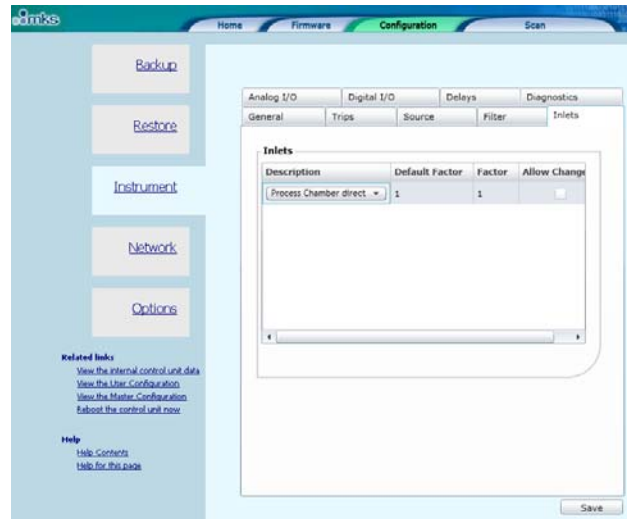 mks
Home Firmware Configuration Scan
Backup
Restore
Instrument
Network
Options
Related links
View the internal control unit data
View the User Configuration
View the Master Configuration
Reboot the control unit now
Help
Help Contents
Help for this page
Analog I/O Digital I/O Delays Diagnostics
General Trips Source Filter Inlets
Inlets
Description Default Factor Factor Allow Change
Process Chamber direct 1 1
Save